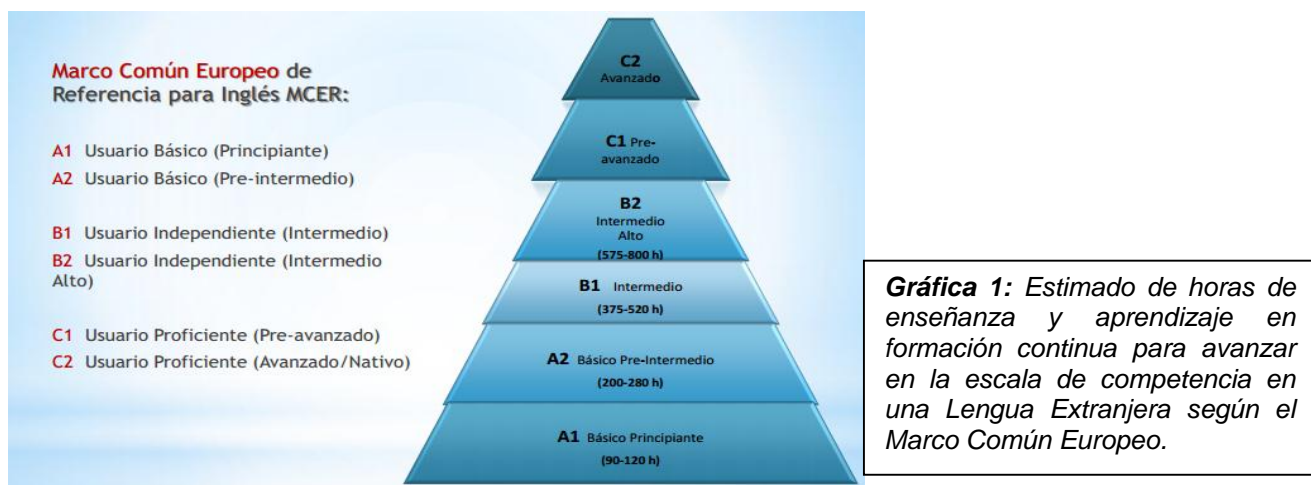 Marco Común Europeo de
Referencia para Inglés MCER:
A1 Usuario Básico (Principiante)
A2 Usuario Básico (Pre-intermedio)
B1 Usuario Independiente (Intermedio)
B2 Usuario Independiente (Intermedio
Alto)
C1 Usuario Proficiente (Pre-avanzado)
C2 Usuario Proficiente (Avanzado/Nativo)
C2
Avanzado
C1 Pre-
avanzado
B2
Intermedio
Alto
(575-800 h)
B1 Intermedio
(375-520 h)
A2 Básico Pre-Intermedio
(200-280 h)
A1 Básico Principiante
(90-120 h)
Gráfica 1: Estimado de horas de
enseñanza y aprendizaje en
formación continua para avanzar
en la escala de competencia en
una Lengua Extranjera según el
Marco Común Europeo.